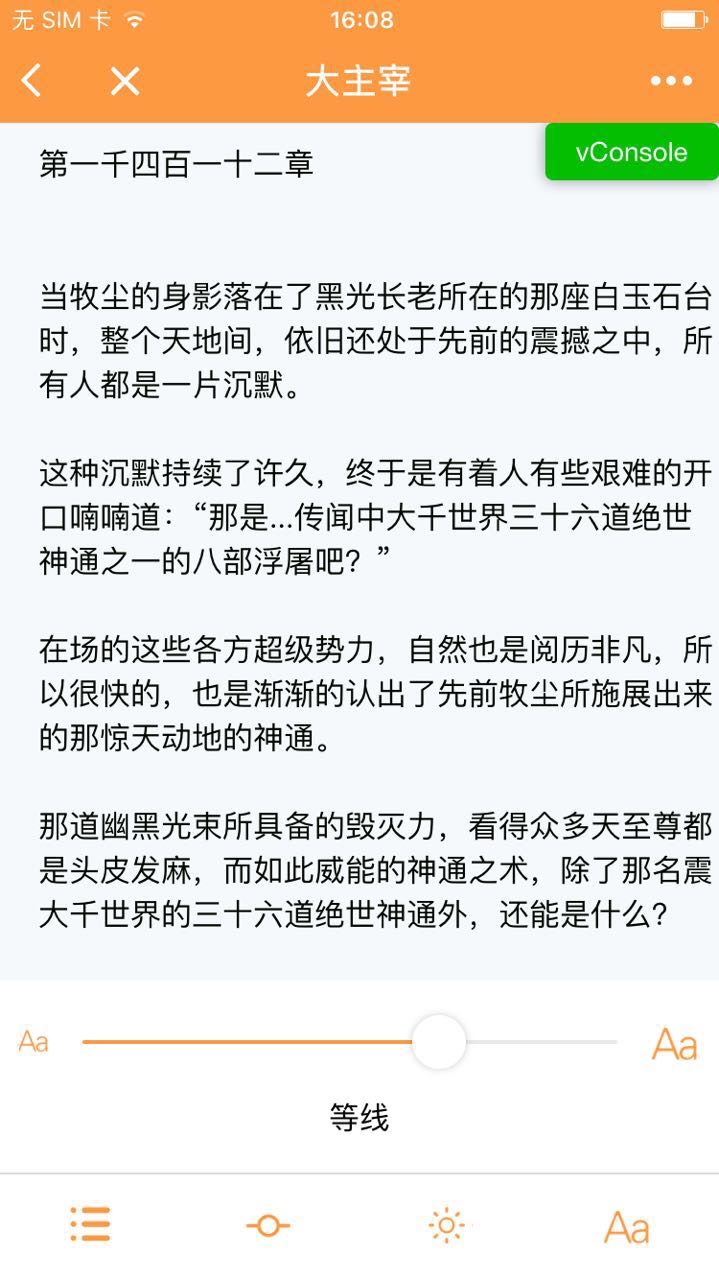 无 SIM 卡
16:08
大主宰
vConsole
第一千四百一十二章
当牧尘的身影落在了黑光长老所在的那座白玉石台
时，整个天地间，依旧还处于先前的震撼之中，所
有人都是一片沉默。
这种沉默持续了许久，终于是有着人有些艰难的开
口喃喃道：“那是...传闻中大千世界三十六道绝世
神通之一的八部浮屠吧？”
在场的这些各方超级势力，自然也是阅历非凡，所
以很快的，也是渐渐的认出了先前牧尘所施展出来
的那惊天动地的神通。
那道幽黑光束所具备的毁灭力，看得众多天至尊都
是头皮发麻，而如此威能的神通之术，除了那名震
大千世界的三十六道绝世神通外，还能是什么？
Aa
Aa
等线
Aa